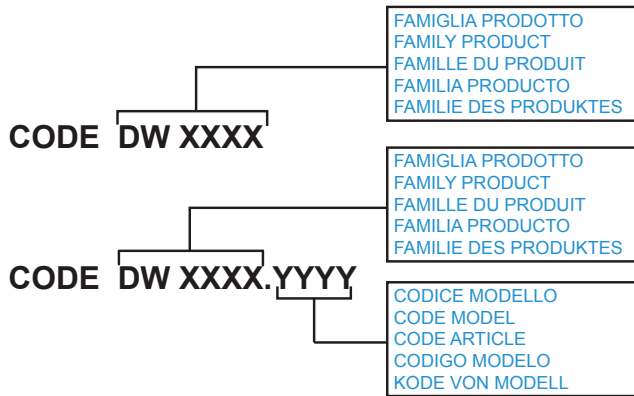 FAMIGLIA PRODOTTO
FAMILY PRODUCT
FAMILLE DU PRODUIT
FAMILIA PRODUCTO
FAMILIE DES PRODUKTES
CODE DW XXXX
FAMIGLIA PRODOTTO
FAMILY PRODUCT
FAMILLE DU PRODUIT
FAMILIA PRODUCTO
FAMILIE DES PRODUKTES
CODE DW XXXX.YYYY
CODICE MODELLO
CODE MODEL
CODE ARTICLE
CODIGO MODELO
KODE VON MODELL